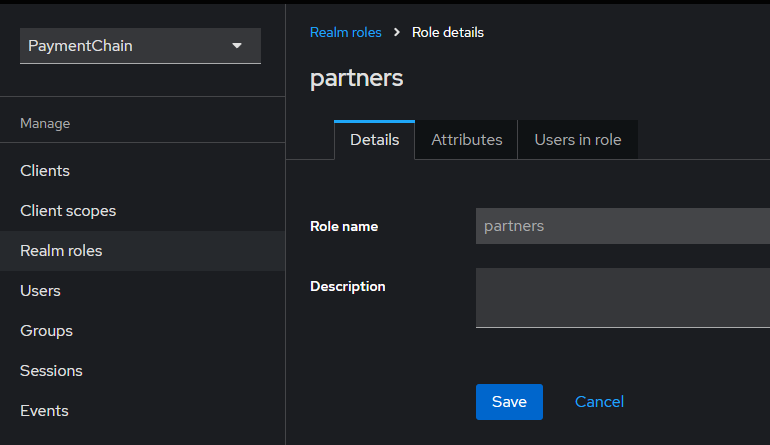 PaymentChain
Manage
Clients
Client scopes
Realm roles
Users
Groups
Sessions
Events
Realm roles > Role details
partners
Details Attributes Users in role
Role name partners
Description
Save Cancel